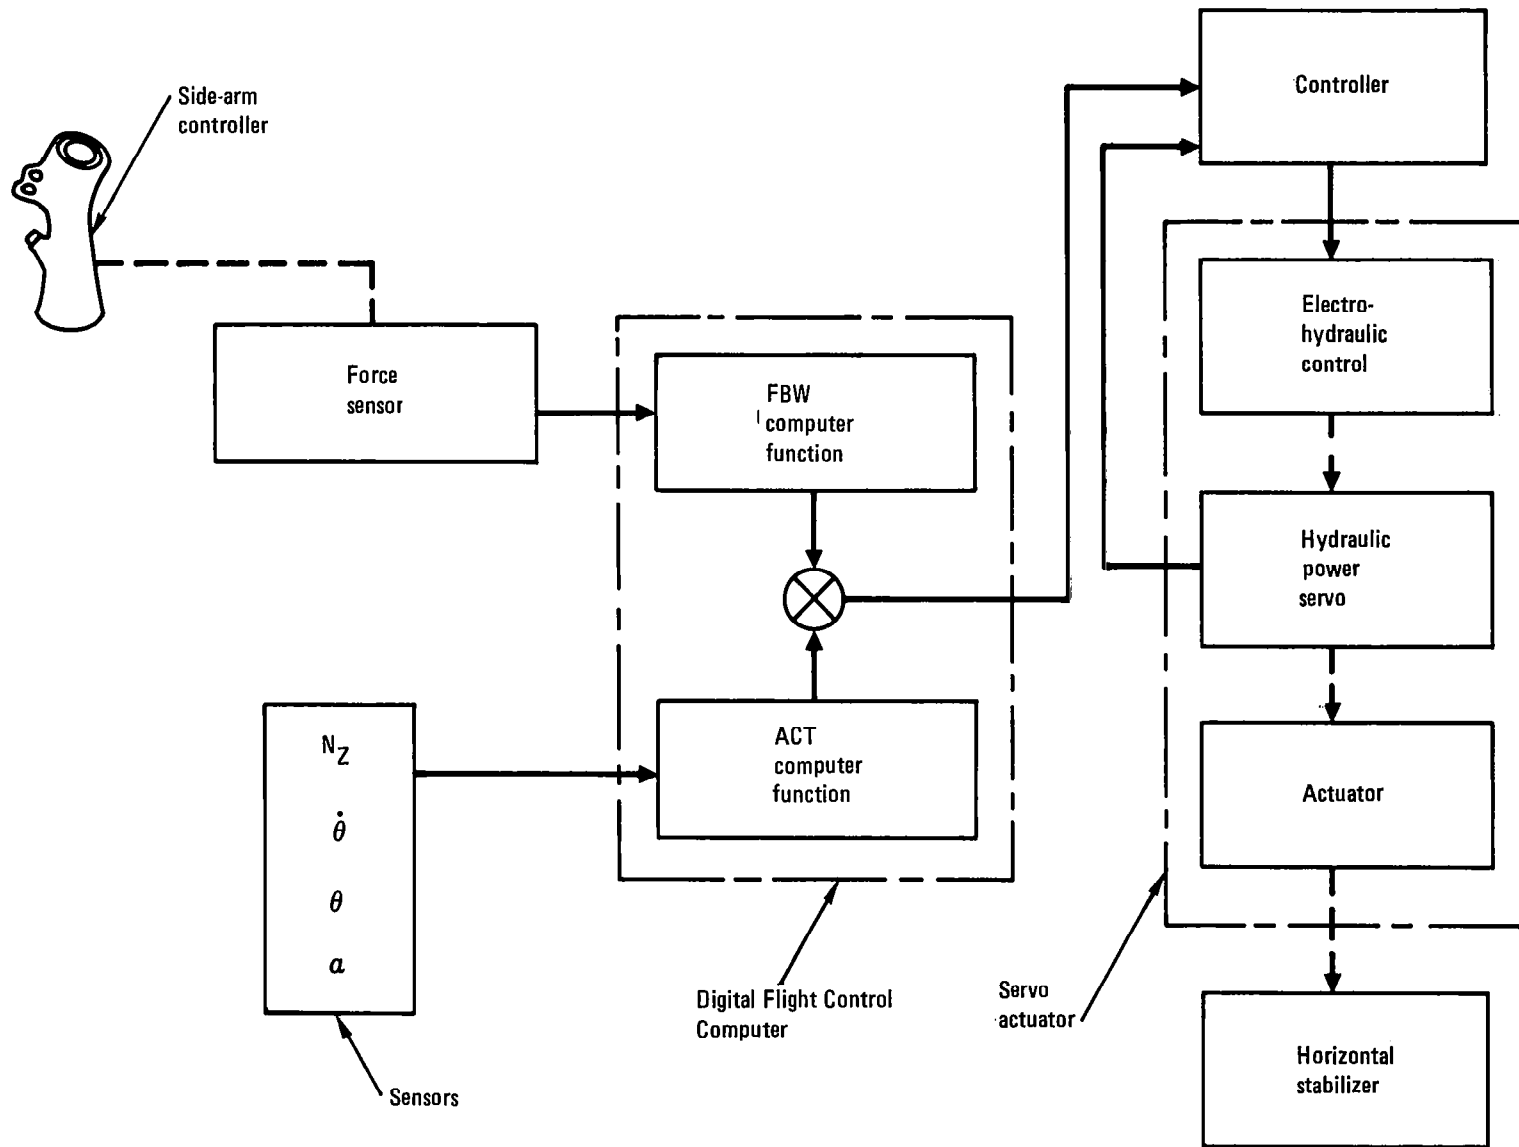 Side-arm
controller
Controller
Force
sensor
FBW
computer
function
Electro-
hydraulic
control
Hydraulic
power
servo
N_Z
θ̇
θ
α
ACT
computer
function
Actuator
Digital Flight Control
Computer
Servo
actuator
Sensors
Horizontal
stabilizer